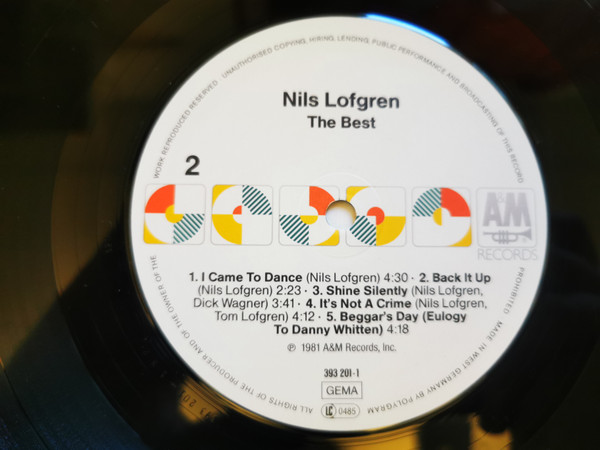 Nils Lofgren
The Best
2
A&M
RECORDS
1. I Came To Dance (Nils Lofgren) 4:30 · 2. Back It Up
(Nils Lofgren) 2:23 · 3. Shine Silently (Nils Lofgren,
Dick Wagner) 3:41 · 4. It's Not A Crime (Nils Lofgren,
Tom Lofgren) 4:12 · 5. Beggar's Day (Eulogy
To Danny Whitten) 4:18
℗ 1981 A&M Records, Inc.
393 201-1
GEMA
LC 0485
ALL RIGHTS OF THE PRODUCER AND OF THE OWNER OF THE WORK REPRODUCED RESERVED UNAUTHORISED COPYING, HIRING, LENDING, PUBLIC PERFORMANCE AND BROADCASTING OF THIS RECORD PROHIBITED MADE IN WEST GERMANY BY POLYGRAM